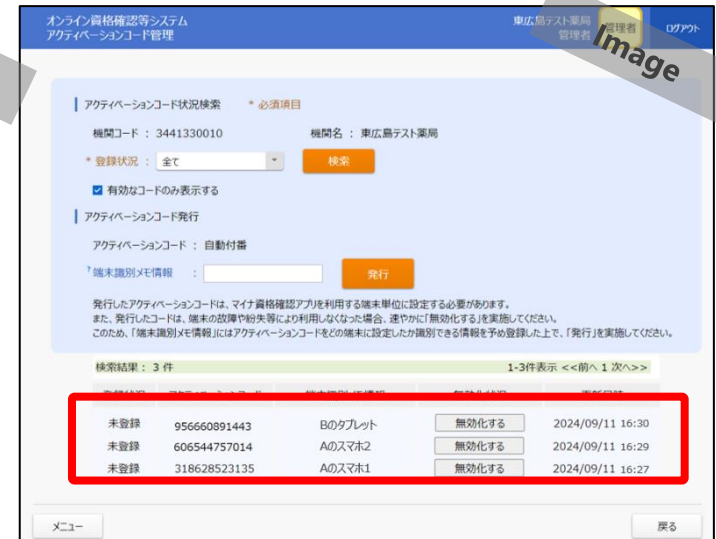 オンライン資格確認等システム
アクティベーションコード管理
東広島テスト薬局
管理者
管理者
ログアウト
Image
アクティベーションコード状況検索 * 必須項目
機関コード : 3441330010 機関名 : 東広島テスト薬局
* 登録状況 : 全て 検索
有効なコードのみ表示する
アクティベーションコード発行
アクティベーションコード : 自動付番
?端末識別メモ情報 : 発行
発行したアクティベーションコードは、マイナ資格確認アプリを利用する端末単位に設定する必要があります。
また、発行したコードは、端末の故障や紛失等により利用しなくなった場合、速やかに「無効化する」を実施してください。
このため、「端末識別メモ情報」にはアクティベーションコードをどの端末に設定したか識別できる情報を予め登録した上で、「発行」を実施してください。
検索結果 : 3 件 1-3件表示 <<前へ 1 次へ>>
未登録 956660891443 Bのタブレット 無効化する 2024/09/11 16:30
未登録 606544757014 Aのスマホ2 無効化する 2024/09/11 16:29
未登録 318628523135 Aのスマホ1 無効化する 2024/09/11 16:27
メニュー 戻る